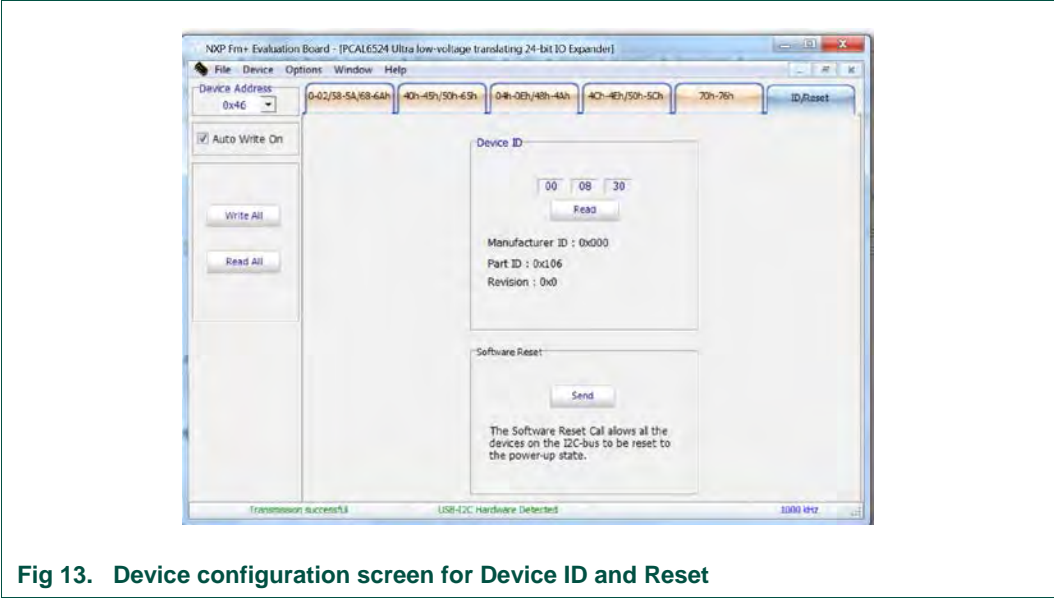 NXP Fm+ Evaluation Board - [PCAL6524 Ultra low-voltage translating 24-bit IO Expander]
File Device Options Window Help
Device Address
0x46
0-02/58-5A/68-6Ah 40h-45h/50h-65h 04h-0Eh/48h-4Ah 4Ch-4Eh/50h-5Ch 70h-76h ID/Reset
Auto Write On
Write All
Read All
Device ID
00 08 30
Read
Manufacturer ID : 0x000
Part ID : 0x106
Revision : 0x0
Software Reset
Send
The Software Reset Call allows all the
devices on the I2C-bus to be reset to
the power-up state.
Transmission successful USB-I2C Hardware Detected 1000 kHz
Fig 13. Device configuration screen for Device ID and Reset